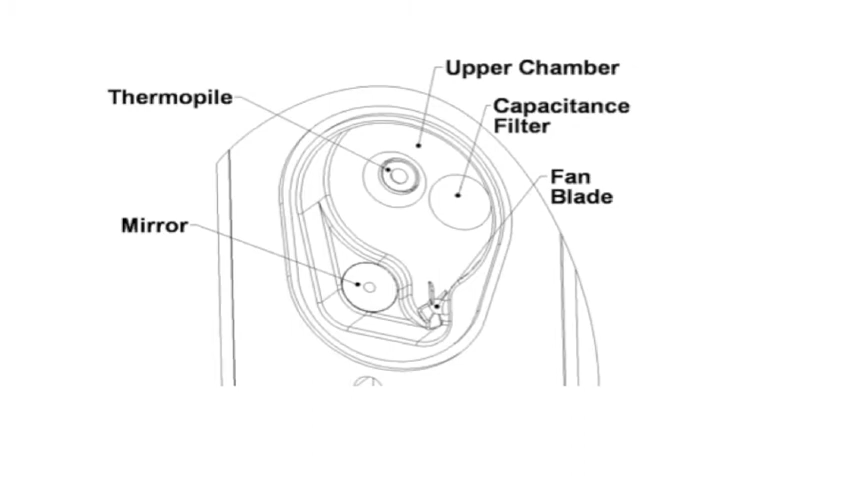 Upper Chamber
Thermopile
Capacitance
Filter
Fan
Blade
Mirror